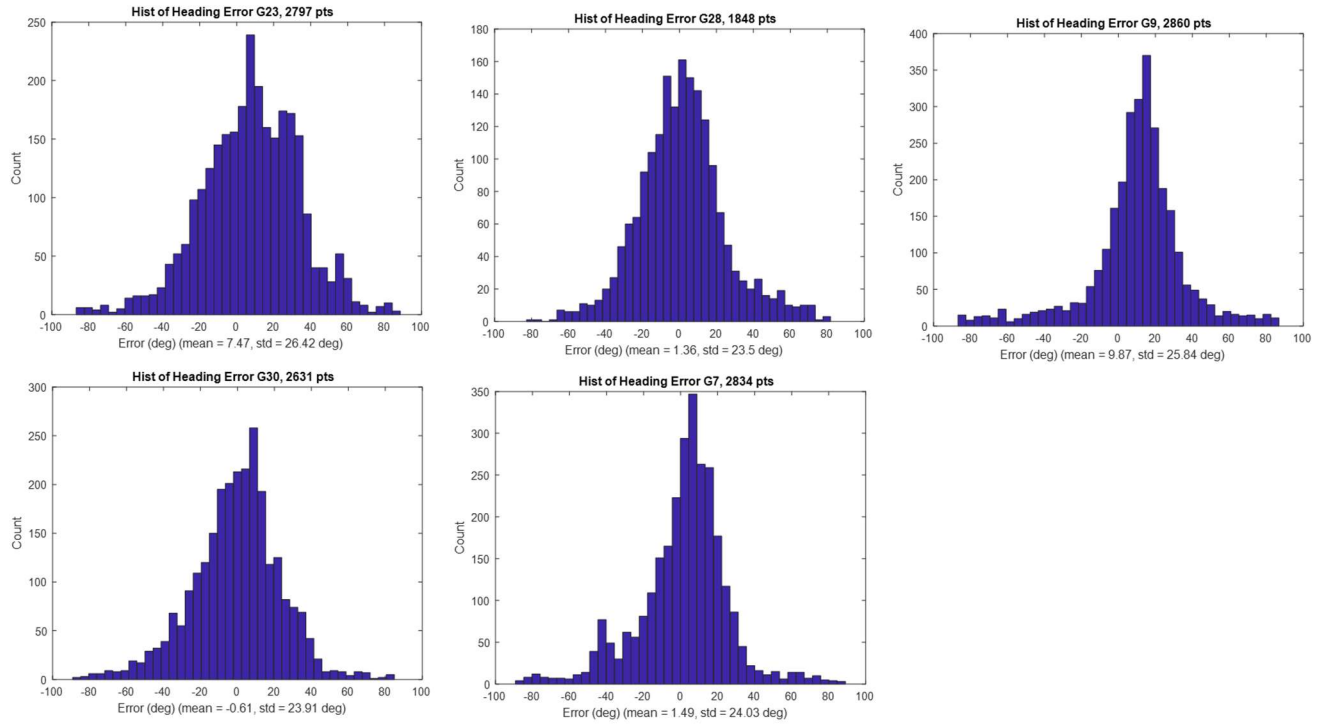 Hist of Heading Error G23, 2797 pts
250
200
150
100
50
0
Count
-100 -80 -60 -40 -20 0 20 40 60 80 100
Error (deg) (mean = 7.47, std = 26.42 deg)
Hist of Heading Error G28, 1848 pts
180
160
140
120
100
80
60
40
20
0
Count
-100 -80 -60 -40 -20 0 20 40 60 80 100
Error (deg) (mean = 1.36, std = 23.5 deg)
Hist of Heading Error G9, 2860 pts
400
350
300
250
200
150
100
50
0
Count
-100 -80 -60 -40 -20 0 20 40 60 80 100
Error (deg) (mean = 9.87, std = 25.84 deg)
Hist of Heading Error G30, 2631 pts
300
250
200
150
100
50
0
Count
-100 -80 -60 -40 -20 0 20 40 60 80 100
Error (deg) (mean = -0.61, std = 23.91 deg)
Hist of Heading Error G7, 2834 pts
350
300
250
200
150
100
50
0
Count
-100 -80 -60 -40 -20 0 20 40 60 80 100
Error (deg) (mean = 1.49, std = 24.03 deg)